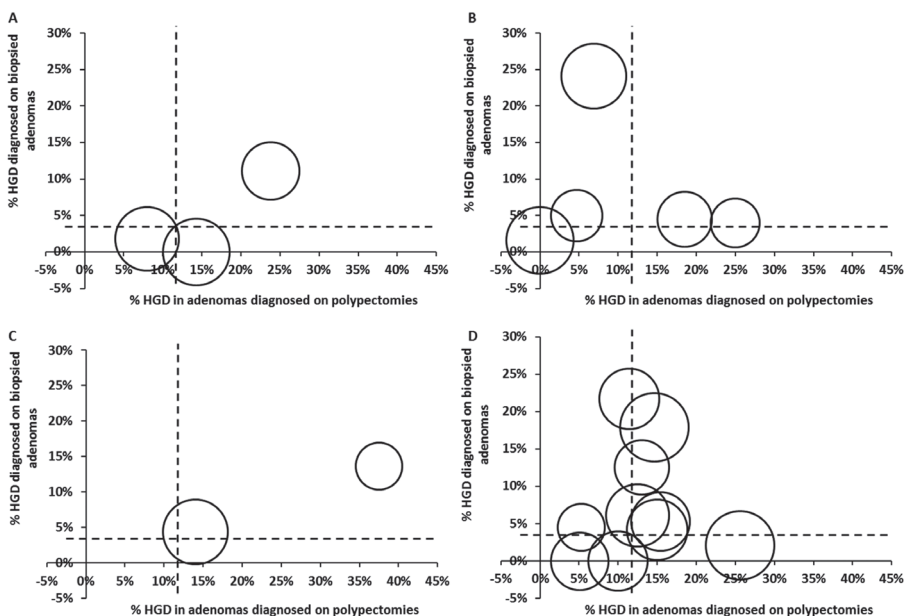 A
% HGD diagnosed on biopsied
adenomas
30%
25%
20%
15%
10%
5%
0%
-5%
-5% 0% 5% 10% 15% 20% 25% 30% 35% 40% 45%
% HGD in adenomas diagnosed on polypectomies
B
% HGD diagnosed on biopsied
adenomas
30%
25%
20%
15%
10%
5%
0%
-5%
-5% 0% 5% 10% 15% 20% 25% 30% 35% 40% 45%
% HGD in adenomas diagnosed on polypectomies
C
% HGD diagnosed on biopsied
adenomas
30%
25%
20%
15%
10%
5%
0%
-5%
-5% 0% 5% 10% 15% 20% 25% 30% 35% 40% 45%
% HGD in adenomas diagnosed on polypectomies
D
% HGD diagnosed on biopsied
adenomas
30%
25%
20%
15%
10%
5%
0%
-5%
-5% 0% 5% 10% 15% 20% 25% 30% 35% 40% 45%
% HGD in adenomas diagnosed on polypectomies